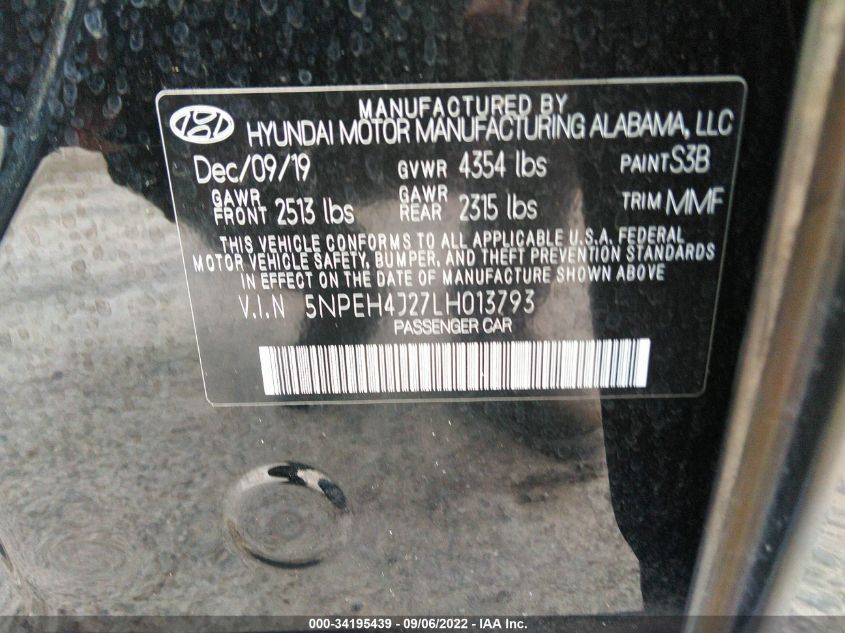 MANUFACTURED BY
HYUNDAI MOTOR MANUFACTURING ALABAMA, LLC
Dec/09/19 GVWR 4354 lbs PAINT S3B
GAWR FRONT 2513 lbs GAWR REAR 2315 lbs TRIM MMF
THIS VEHICLE CONFORMS TO ALL APPLICABLE U.S.A. FEDERAL
MOTOR VEHICLE SAFETY, BUMPER, AND THEFT PREVENTION STANDARDS
IN EFFECT ON THE DATE OF MANUFACTURE SHOWN ABOVE
V.I.N 5NPEH4J27LH013793
PASSENGER CAR
000-34195439 - 09/06/2022 - IAA Inc.